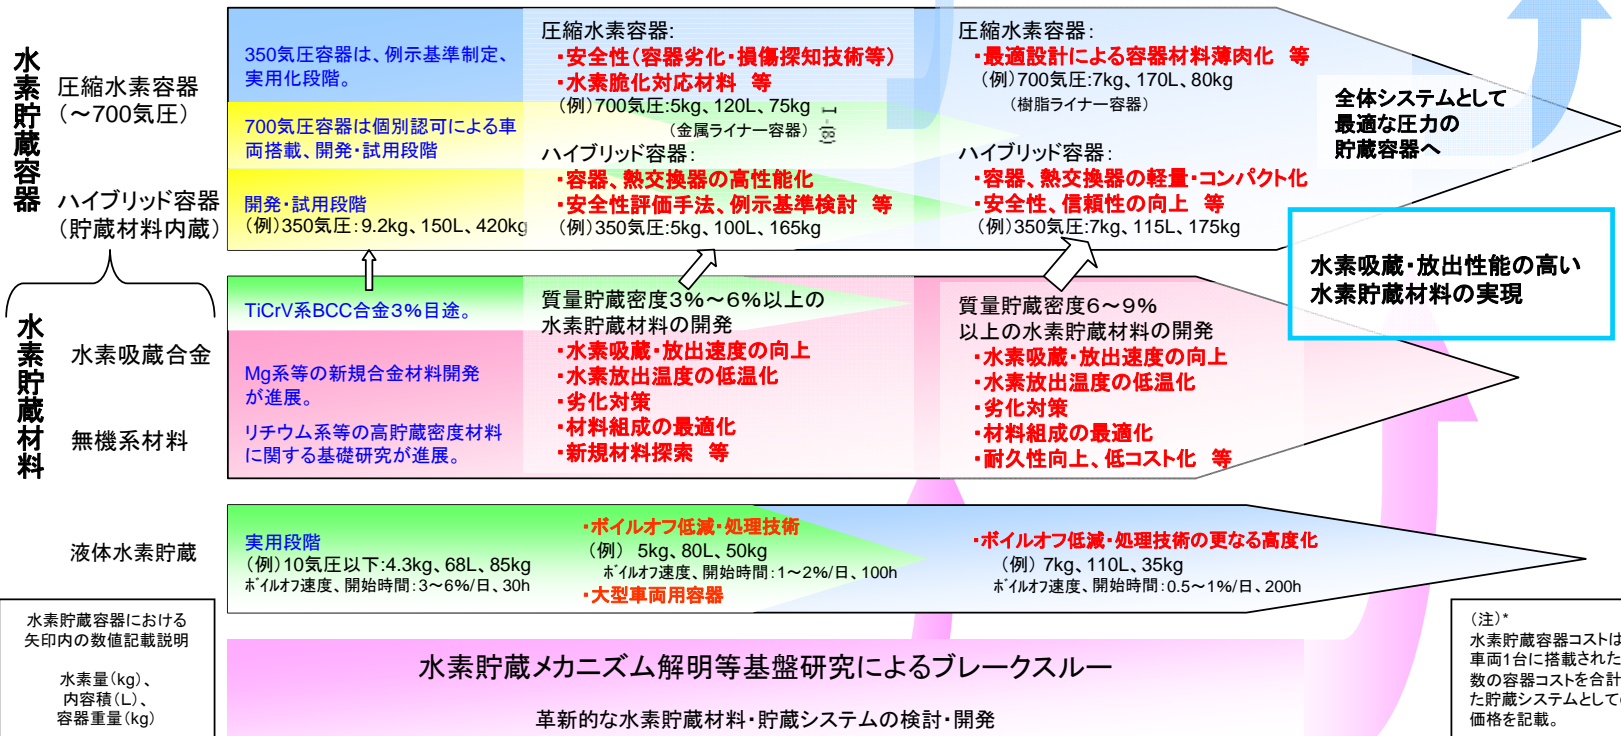 水素貯蔵容器
圧縮水素容器
(～700気圧)
ハイブリッド容器
(貯蔵材料内蔵)
350気圧容器は、例示基準制定、
実用化段階。
700気圧容器は個別認可による車
両搭載、開発・試用段階
開発・試用段階
(例)350気圧:9.2kg、150L、420kg
圧縮水素容器:
・安全性(容器劣化・損傷探知技術等)
・水素脆化対応材料 等
(例)700気圧:5kg、120L、75kg
(金属ライナー容器)
ハイブリッド容器:
・容器、熱交換器の高性能化
・安全性評価手法、例示基準検討 等
(例)350気圧:5kg、100L、165kg
圧縮水素容器:
・最適設計による容器材料薄肉化 等
(例)700気圧:7kg、170L、80kg
(樹脂ライナー容器)
ハイブリッド容器:
・容器、熱交換器の軽量・コンパクト化
・安全性、信頼性の向上 等
(例)350気圧:7kg、115L、175kg
全体システムとして
最適な圧力の
貯蔵容器へ
水素吸蔵・放出性能の高い
水素貯蔵材料の実現
水素貯蔵材料
水素吸蔵合金
無機系材料
TiCrV系BCC合金3%目途。
Mg系等の新規合金材料開発
が進展。
リチウム系等の高貯蔵密度材料
に関する基礎研究が進展。
質量貯蔵密度3%～6%以上の
水素貯蔵材料の開発
・水素吸蔵・放出速度の向上
・水素放出温度の低温化
・劣化対策
・材料組成の最適化
・新規材料探索 等
質量貯蔵密度6～9%
以上の水素貯蔵材料の開発
・水素吸蔵・放出速度の向上
・水素放出温度の低温化
・劣化対策
・材料組成の最適化
・耐久性向上、低コスト化 等
液体水素貯蔵
実用段階
(例)10気圧以下:4.3kg、68L、85kg
ﾎﾞｲﾙｵﾌ速度、開始時間:3～6%/日、30h
・ボイルオフ低減・処理技術
(例) 5kg、80L、50kg
ﾎﾞｲﾙｵﾌ速度、開始時間:1～2%/日、100h
・大型車両用容器
・ボイルオフ低減・処理技術の更なる高度化
(例) 7kg、110L、35kg
ﾎﾞｲﾙｵﾌ速度、開始時間:0.5～1%/日、200h
水素貯蔵容器における
矢印内の数値記載説明
水素量(kg)、
内容積(L)、
容器重量(kg)
水素貯蔵メカニズム解明等基盤研究によるブレークスルー
革新的な水素貯蔵材料・貯蔵システムの検討・開発
(注)*
水素貯蔵容器コストは
車両1台に搭載された
数の容器コストを合計
た貯蔵システムとしての
価格を記載。